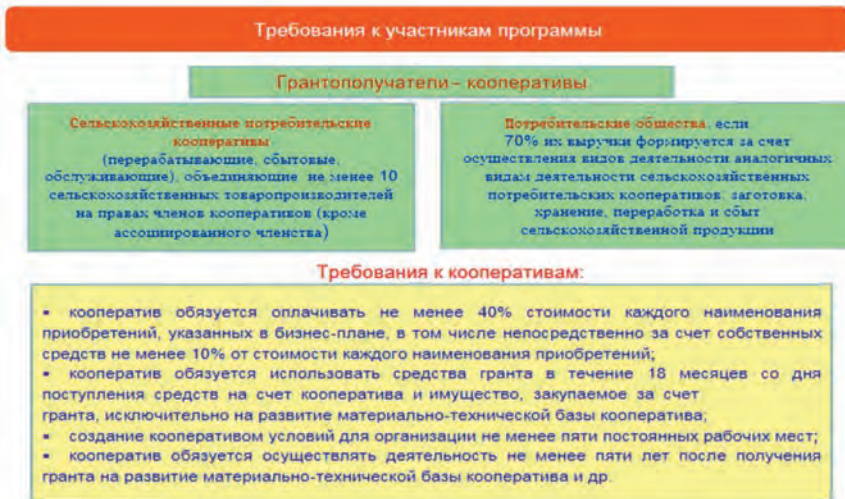 Требования к участникам программы
Грантополучатели - кооперативы
Сельскохозяйственные потребительские
кооперативы
(перерабатывающие, сбытовые,
обслуживающие), объединяющие не менее 10
сельскохозяйственных товаропроизводителей
на правах членов кооперативов (кроме
ассоциированного членства)
Потребительские общества, если
70% их выручки формируется за счет
осуществления видов деятельности аналогичных
видам деятельности сельскохозяйственных
потребительских кооперативов: заготовка,
хранение, переработка и сбыт
сельскохозяйственной продукции
Требования к кооперативам:
▪ кооператив обязуется оплачивать не менее 40% стоимости каждого наименования
приобретений, указанных в бизнес-плане, в том числе непосредственно за счет собственных
средств не менее 10% от стоимости каждого наименования приобретений;
▪ кооператив обязуется использовать средства гранта в течение 18 месяцев со дня
поступления средств на счет кооператива и имущество, закупаемое за счет
гранта, исключительно на развитие материально-технической базы кооператива;
▪ создание кооперативом условий для организации не менее пяти постоянных рабочих мест;
▪ кооператив обязуется осуществлять деятельность не менее пяти лет после получения
гранта на развитие материально-технической базы кооператива и др.